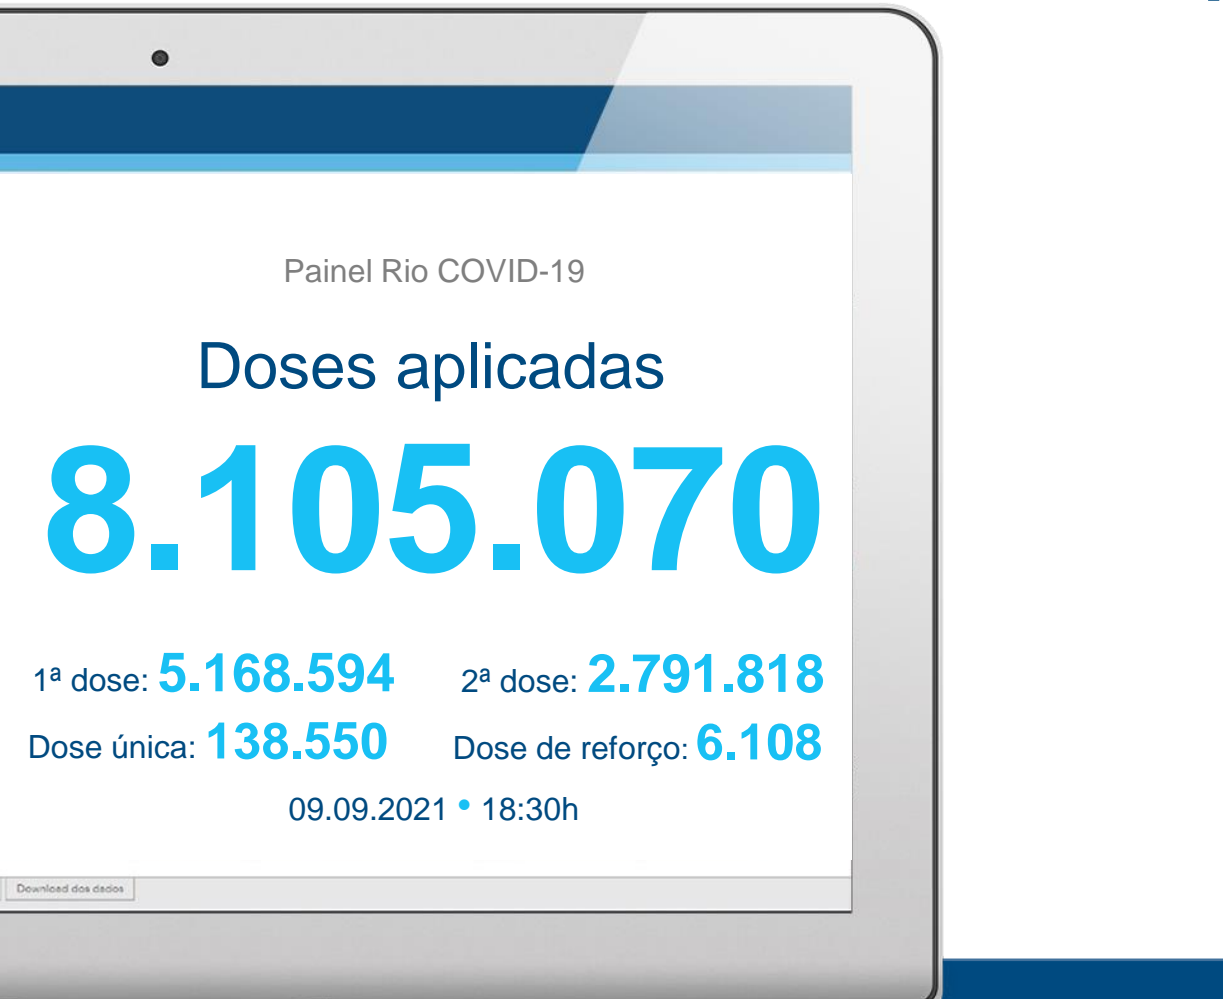 Painel Rio COVID-19
Doses aplicadas
8.105.070
1ª dose: 5.168.594 2ª dose: 2.791.818
Dose única: 138.550 Dose de reforço: 6.108
09.09.2021 • 18:30h
Download dos dados